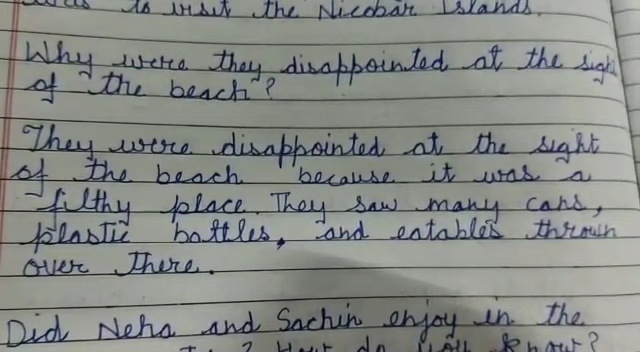 was to visit the Nicobar Islands.
Why were they disappointed at the sigh
of the beach?
They were disappointed at the sight
of the beach because it was a
filthy place. They saw many cans,
plastic bottles, and eatables thrown
over there.
Did Neha and Sachin enjoy in the
? How do you know?